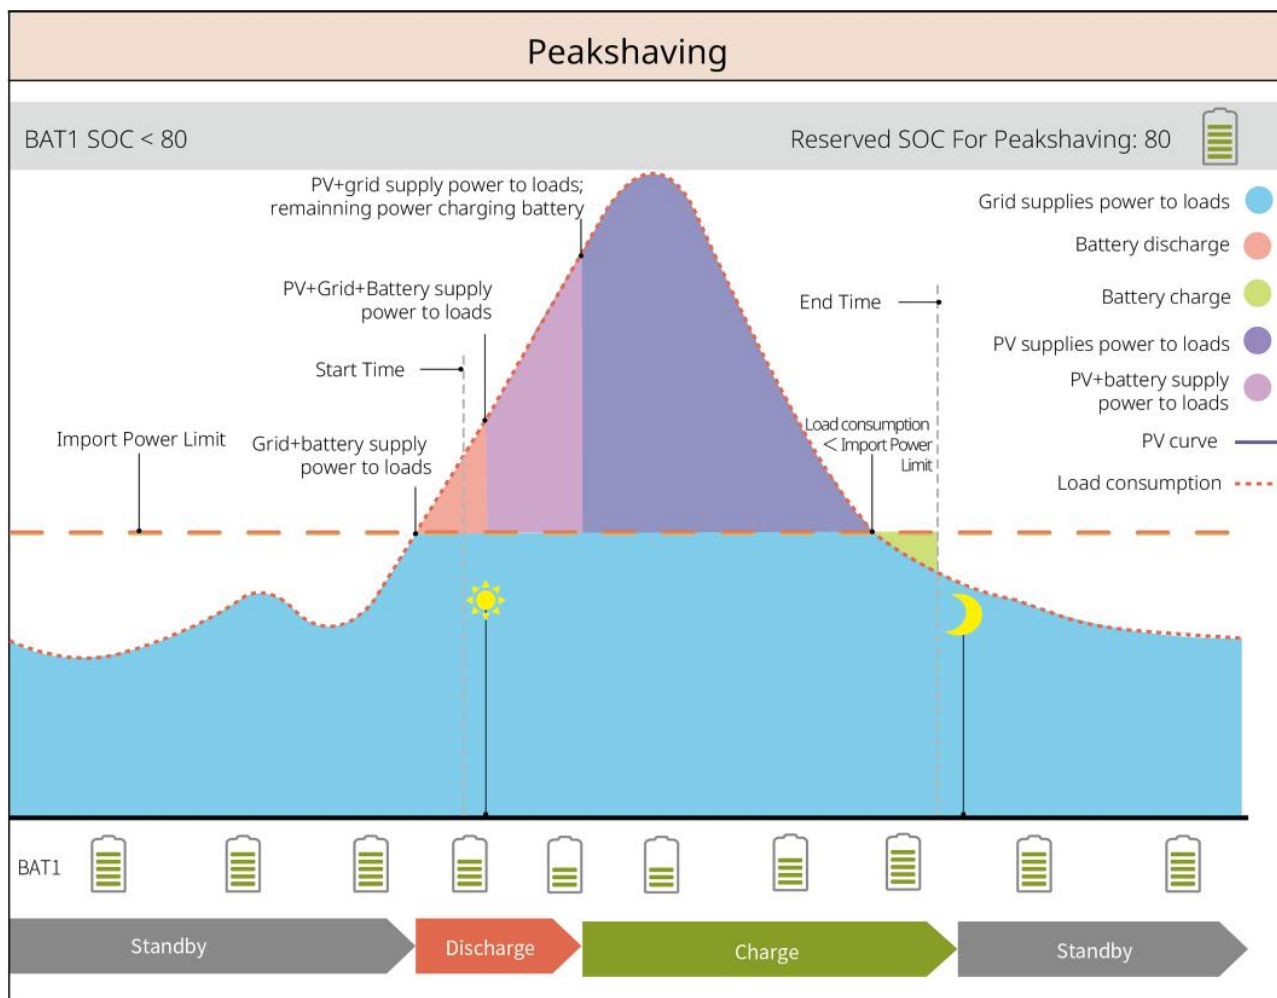 Peakshaving
BAT1 SOC < 80
Reserved SOC For Peakshaving: 80
PV+grid supply power to loads;
remainning power charging battery
PV+Grid+Battery supply
power to loads
Start Time
Import Power Limit
Grid+battery supply
power to loads
End Time
Load consumption
< Import Power
Limit
Grid supplies power to loads
Battery discharge
Battery charge
PV supplies power to loads
PV+battery supply
power to loads
PV curve
Load consumption
BAT1
Standby
Discharge
Charge
Standby